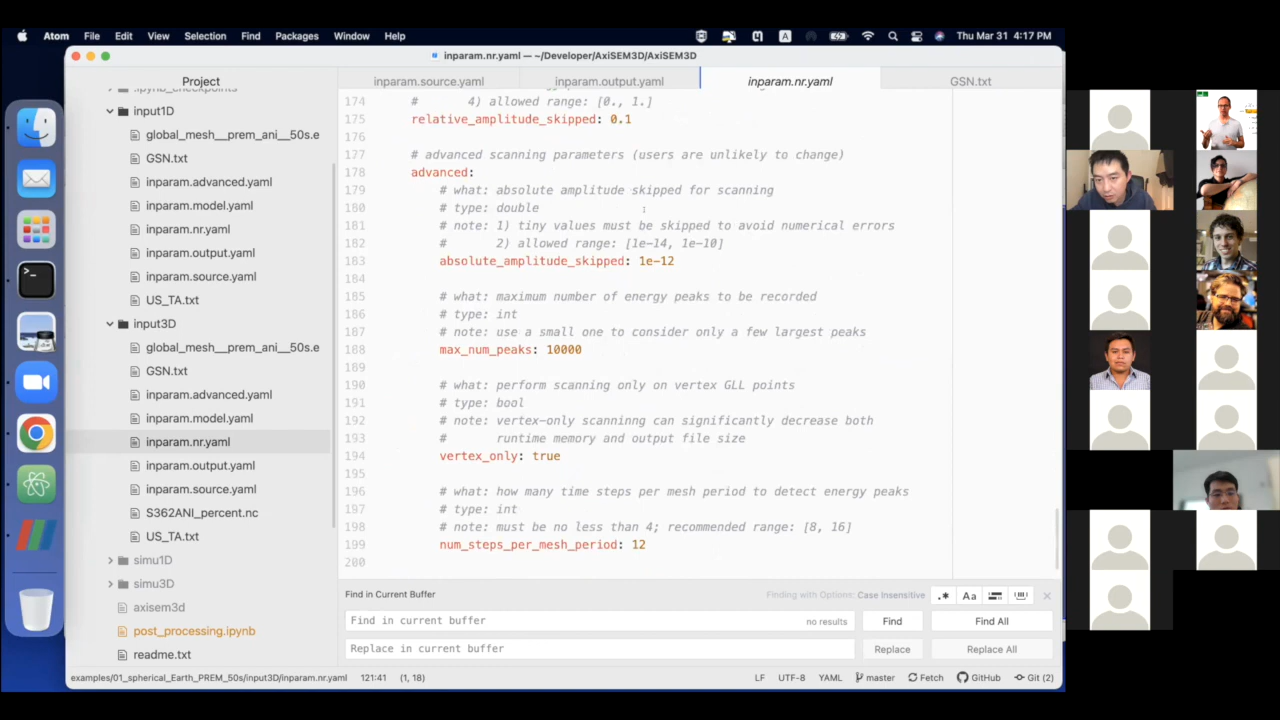 Atom File Edit View Selection Find Packages Window Help Thu Mar 31 4:17 PM
inparam.nr.yaml — ~/Developer/AxiSEM3D/AxiSEM3D
Project
inparam.source.yaml inparam.output.yaml inparam.nr.yaml GSN.txt
.ipynb_checkpoints
input1D
global_mesh__prem_ani__50s.e
GSN.txt
inparam.advanced.yaml
inparam.model.yaml
inparam.nr.yaml
inparam.output.yaml
inparam.source.yaml
US_TA.txt
input3D
global_mesh__prem_ani__50s.e
GSN.txt
inparam.advanced.yaml
inparam.model.yaml
inparam.nr.yaml
inparam.output.yaml
inparam.source.yaml
S362ANI_percent.nc
US_TA.txt
simu1D
simu3D
axisem3d
post_processing.ipynb
readme.txt
174 # 4) allowed range: [0., 1.]
175 relative_amplitude_skipped: 0.1
176
177 # advanced scanning parameters (users are unlikely to change)
178 advanced:
179 # what: absolute amplitude skipped for scanning
180 # type: double
181 # note: 1) tiny values must be skipped to avoid numerical errors
182 # 2) allowed range: [1e-14, 1e-10]
183 absolute_amplitude_skipped: 1e-12
184
185 # what: maximum number of energy peaks to be recorded
186 # type: int
187 # note: use a small one to consider only a few largest peaks
188 max_num_peaks: 10000
189
190 # what: perform scanning only on vertex GLL points
191 # type: bool
192 # note: vertex-only scanninng can significantly decrease both
193 # runtime memory and output file size
194 vertex_only: true
195
196 # what: how many time steps per mesh period to detect energy peaks
197 # type: int
198 # note: must be no less than 4; recommended range: [8, 16]
199 num_steps_per_mesh_period: 12
200
Find in Current Buffer Finding with Options: Case Insensitive .* Aa
Find in current buffer no results Find Find All
Replace in current buffer Replace Replace All
examples/01_spherical_Earth_PREM_50s/input3D/inparam.nr.yaml 121:41 (1, 18) LF UTF-8 YAML master Fetch GitHub Git (2)